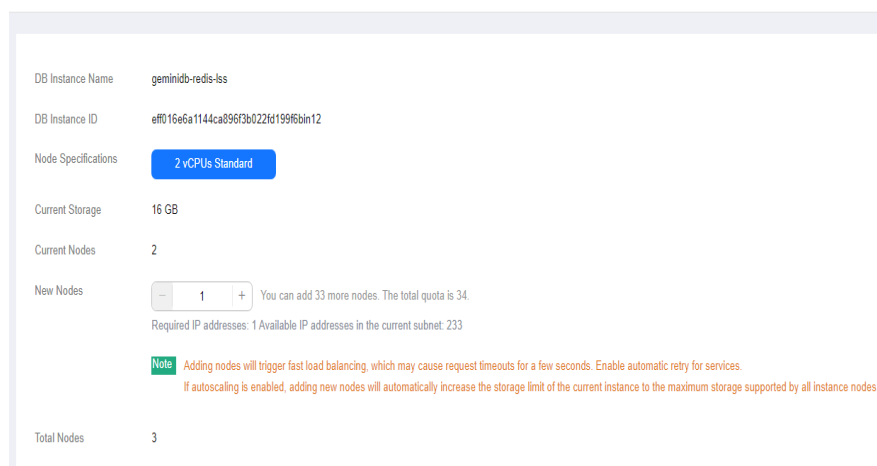 DB Instance Name geminidb-redis-lss
DB Instance ID eff016e6a1144ca896f3b022fd199f6bin12
Node Specifications 2 vCPUs Standard
Current Storage 16 GB
Current Nodes 2
New Nodes − 1 + You can add 33 more nodes. The total quota is 34.
Required IP addresses: 1 Available IP addresses in the current subnet: 233
Note Adding nodes will trigger fast load balancing, which may cause request timeouts for a few seconds. Enable automatic retry for services.
If autoscaling is enabled, adding new nodes will automatically increase the storage limit of the current instance to the maximum storage supported by all instance nodes
Total Nodes 3